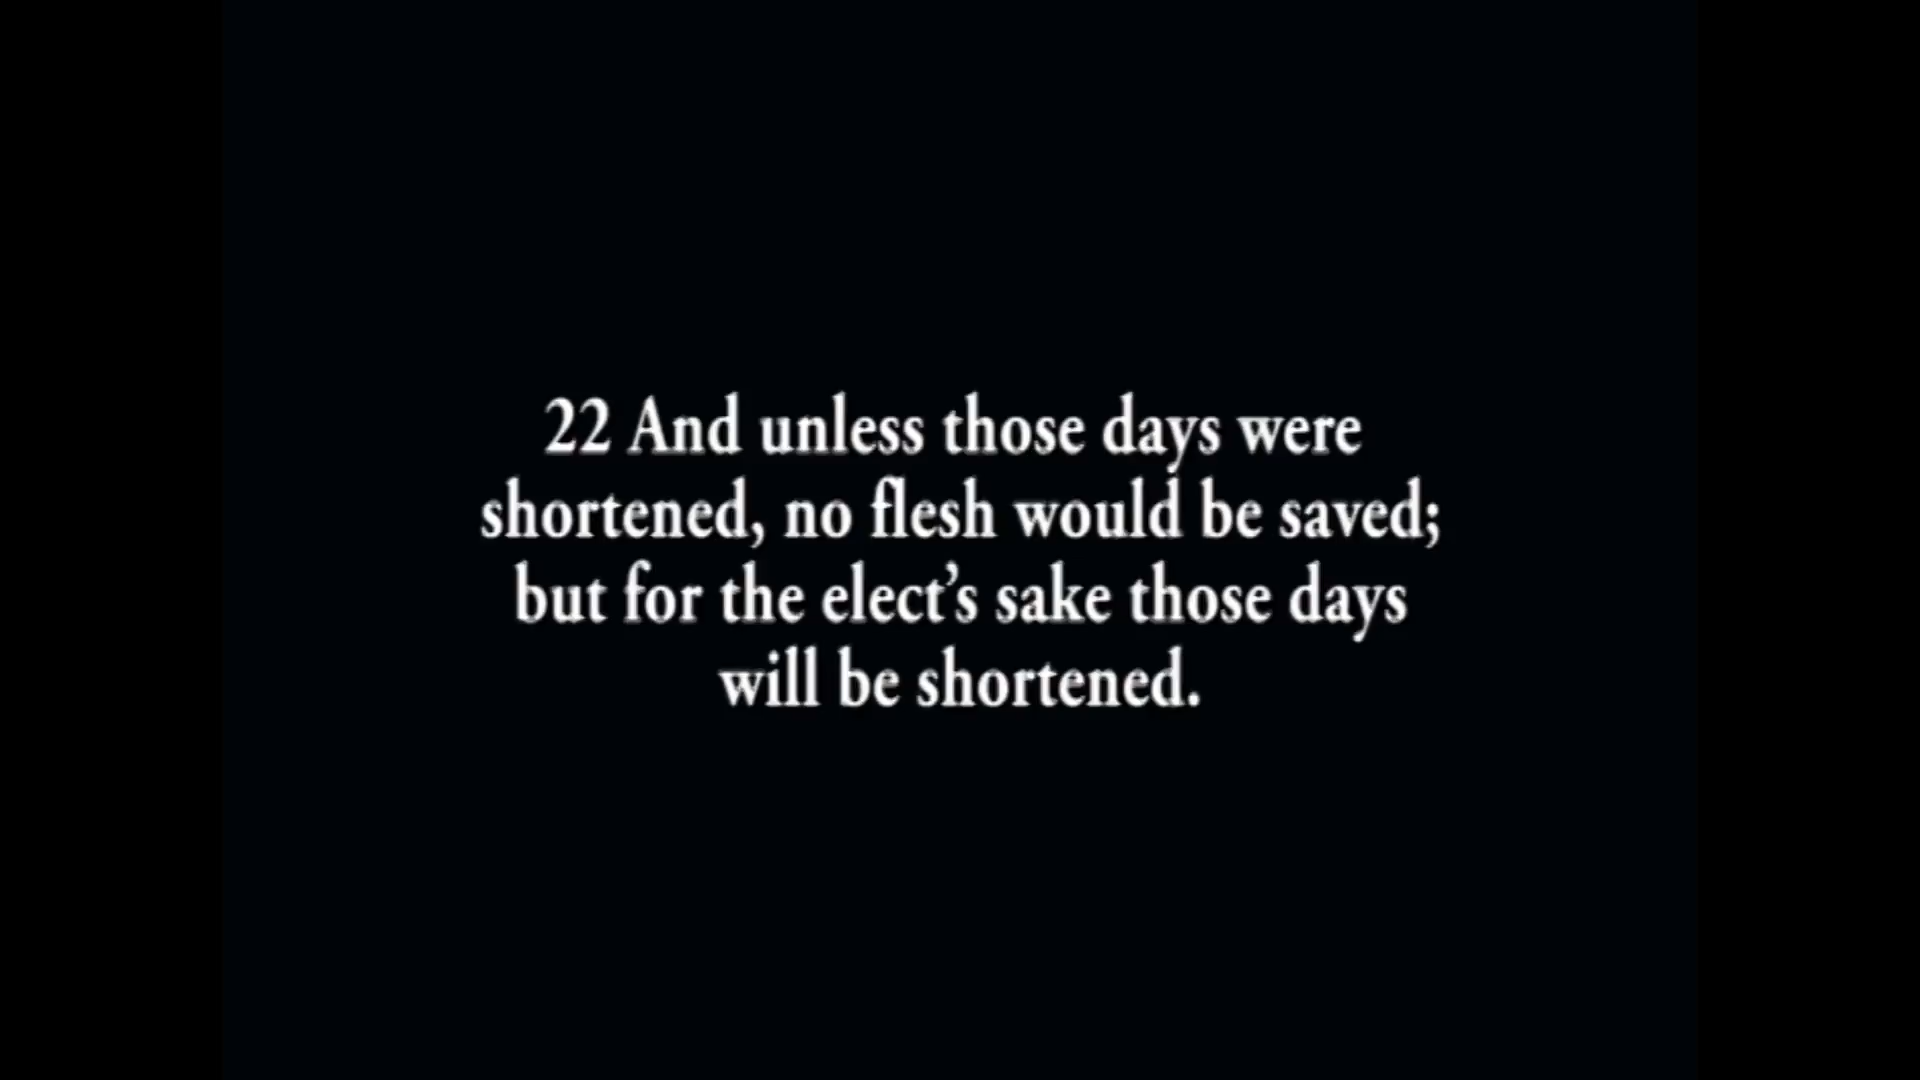 22 And unless those days were
shortened, no flesh would be saved;
but for the elect’s sake those days
will be shortened.